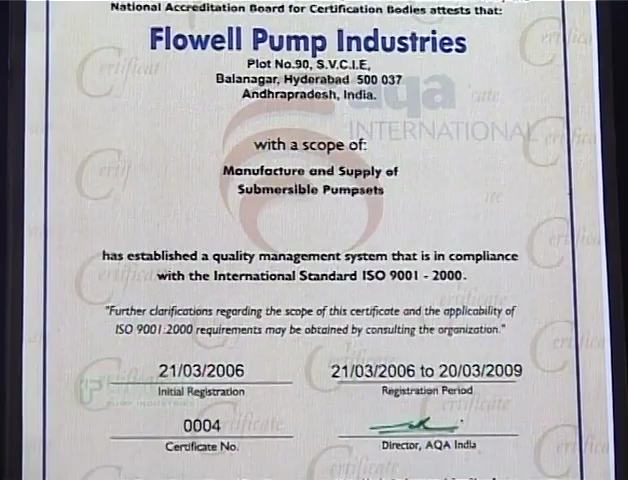 National Accreditation Board for Certification Bodies attests that:
Flowell Pump Industries
Plot No.90, S.V.C.I.E,
Balanagar, Hyderabad 500 037
Andhrapradesh, India.
aqa
INTERNATIONAL
with a scope of:
Manufacture and Supply of
Submersible Pumpsets
has established a quality management system that is in compliance
with the International Standard ISO 9001 - 2000.
"Further clarifications regarding the scope of this certificate and the applicability of
ISO 9001:2000 requirements may be obtained by consulting the organization."
21/03/2006 21/03/2006 to 20/03/2009
Initial Registration Registration Period
0004
Certificate No. Director, AQA India